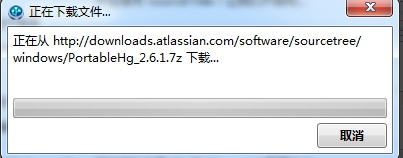 正在下载文件...
正在从 http://downloads.atlassian.com/software/sourcetree/
windows/PortableHg_2.6.1.7z 下载...
取消